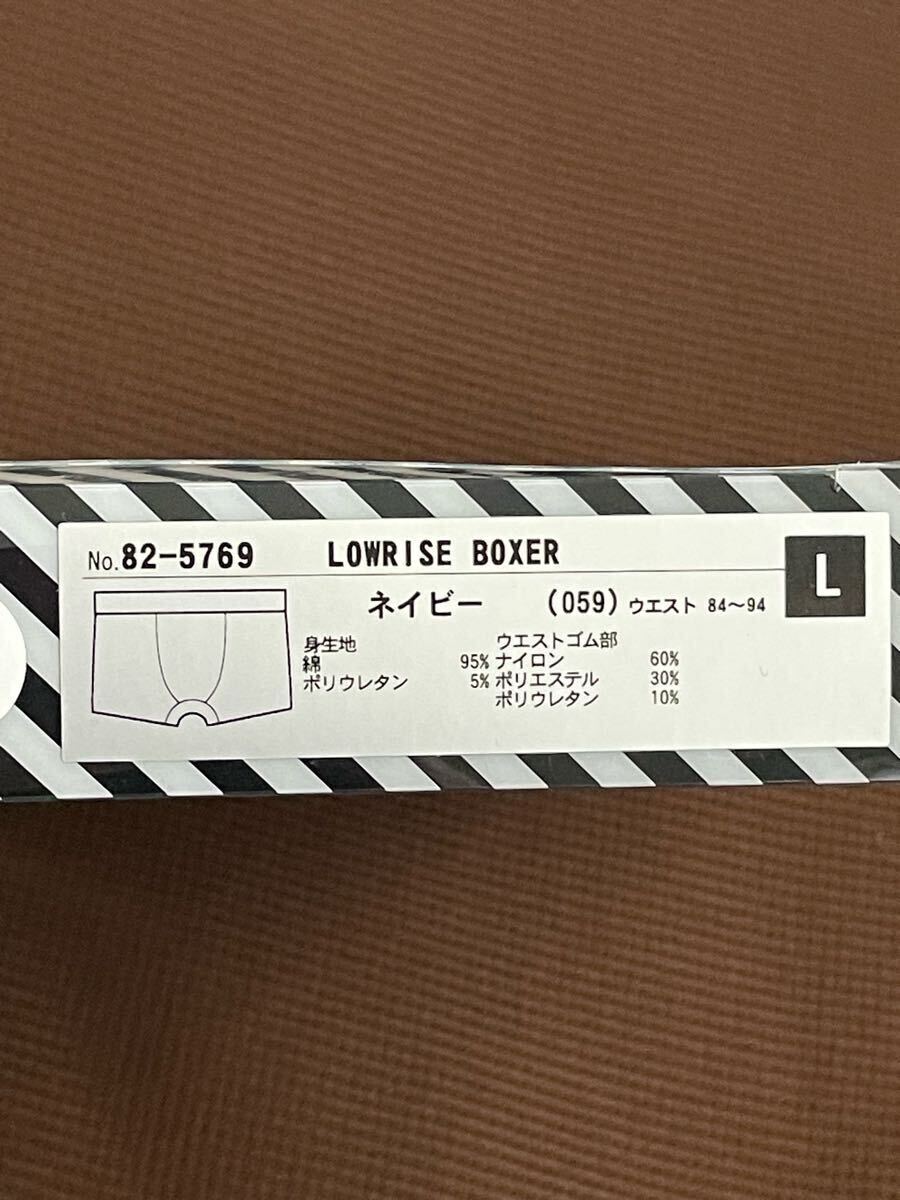 No.82-5769 LOWRISE BOXER
L
ネイビー (059) ウエスト 84～94
身生地 ウエストゴム部
綿 95% ナイロン 60%
ポリウレタン 5% ポリエステル 30%
ポリウレタン 10%